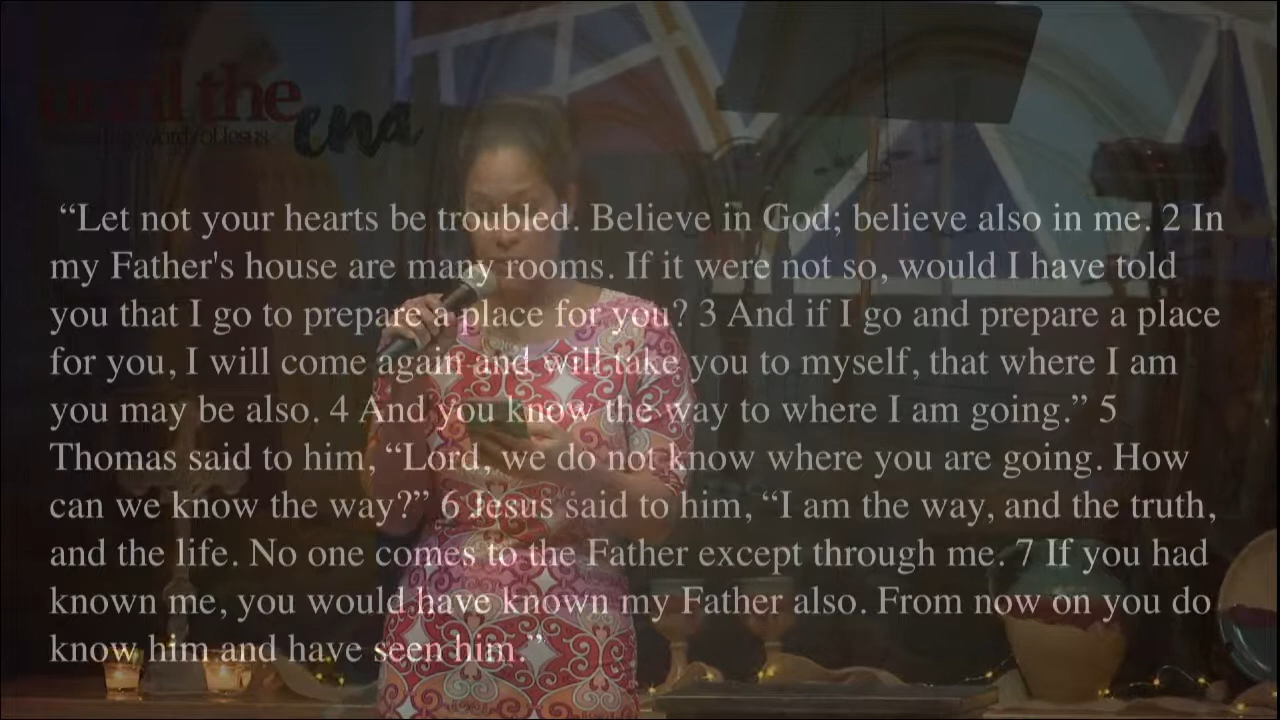 until the
end
words of Jesus
“Let not your hearts be troubled. Believe in God; believe also in me. 2 In
my Father's house are many rooms. If it were not so, would I have told
you that I go to prepare a place for you? 3 And if I go and prepare a place
for you, I will come again and will take you to myself, that where I am
you may be also. 4 And you know the way to where I am going.” 5
Thomas said to him, “Lord, we do not know where you are going. How
can we know the way?” 6 Jesus said to him, “I am the way, and the truth,
and the life. No one comes to the Father except through me. 7 If you had
known me, you would have known my Father also. From now on you do
know him and have seen him.”